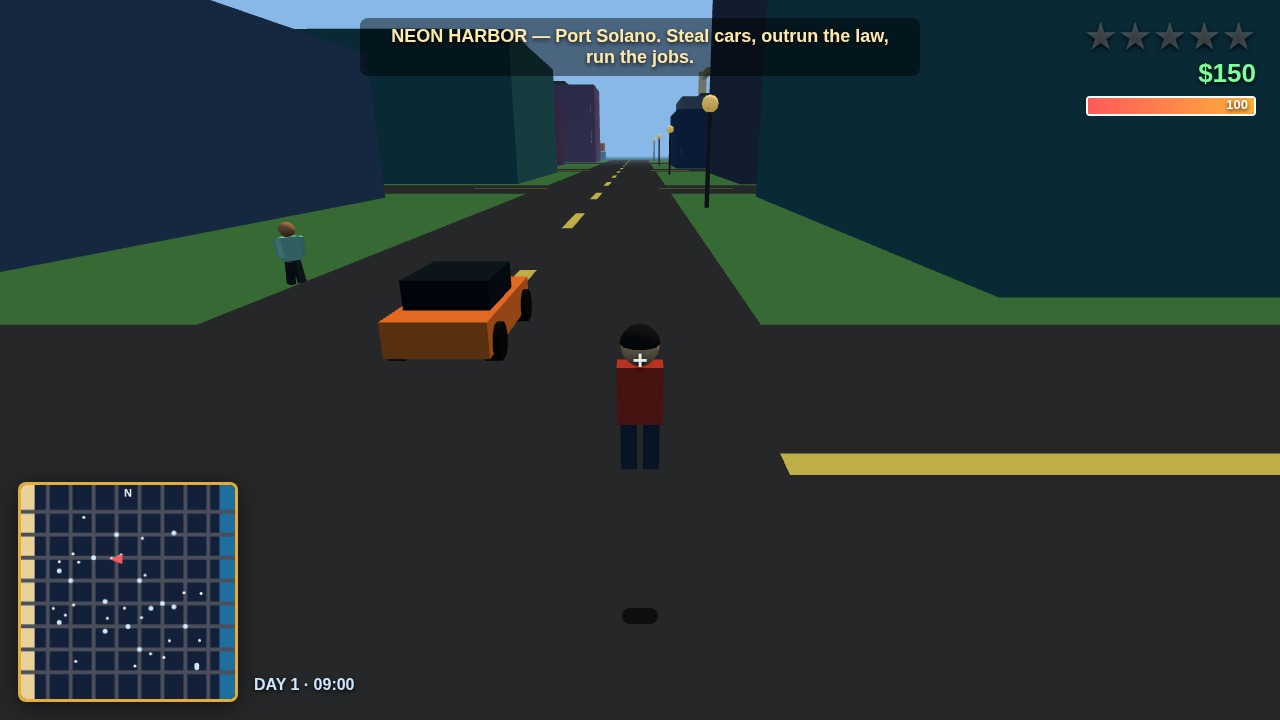 NEON HARBOR — Port Solano. Steal cars, outrun the law,
run the jobs.
$150
100
N
DAY 1 · 09:00